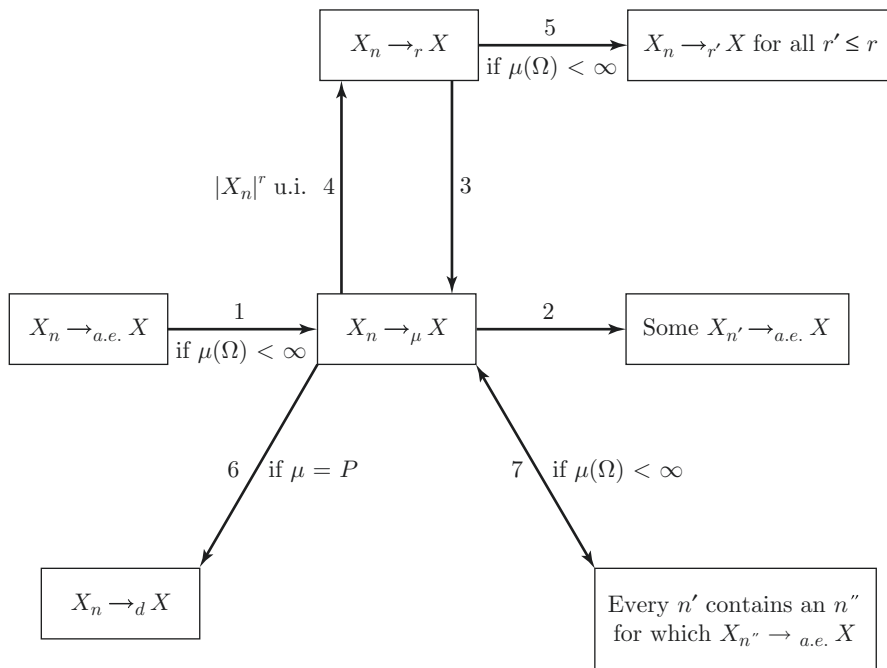 5
X_n →_r X
if μ(Ω) < ∞
X_n →_{r'} X for all r' ≤ r
|X_n|^r u.i. 4
3
X_n →_{a.e.} X
1
if μ(Ω) < ∞
X_n →_μ X
2
Some X_{n'} →_{a.e.} X
6 if μ = P
7 if μ(Ω) < ∞
X_n →_d X
Every n' contains an n''
for which X_{n''} → _{a.e.} X